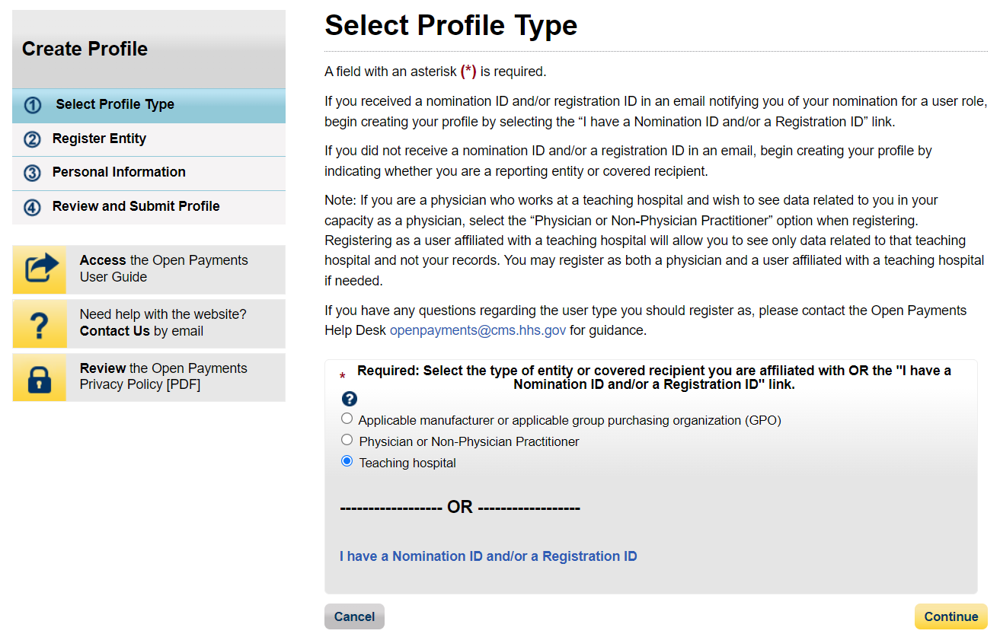 Create Profile
1 Select Profile Type
2 Register Entity
3 Personal Information
4 Review and Submit Profile
Access the Open Payments
User Guide
? Need help with the website?
Contact Us by email
Review the Open Payments
Privacy Policy [PDF]
Select Profile Type
A field with an asterisk (*) is required.
If you received a nomination ID and/or registration ID in an email notifying you of your nomination for a user role,
begin creating your profile by selecting the “I have a Nomination ID and/or a Registration ID” link.
If you did not receive a nomination ID and/or a registration ID in an email, begin creating your profile by
indicating whether you are a reporting entity or covered recipient.
Note: If you are a physician who works at a teaching hospital and wish to see data related to you in your
capacity as a physician, select the “Physician or Non-Physician Practitioner” option when registering.
Registering as a user affiliated with a teaching hospital will allow you to see only data related to that teaching
hospital and not your records. You may register as both a physician and a user affiliated with a teaching hospital
if needed.
If you have any questions regarding the user type you should register as, please contact the Open Payments
Help Desk openpayments@cms.hhs.gov for guidance.
* Required: Select the type of entity or covered recipient you are affiliated with OR the "I have a
Nomination ID and/or a Registration ID" link.
?
Applicable manufacturer or applicable group purchasing organization (GPO)
Physician or Non-Physician Practitioner
Teaching hospital
------------------ OR ------------------
I have a Nomination ID and/or a Registration ID
Cancel
Continue